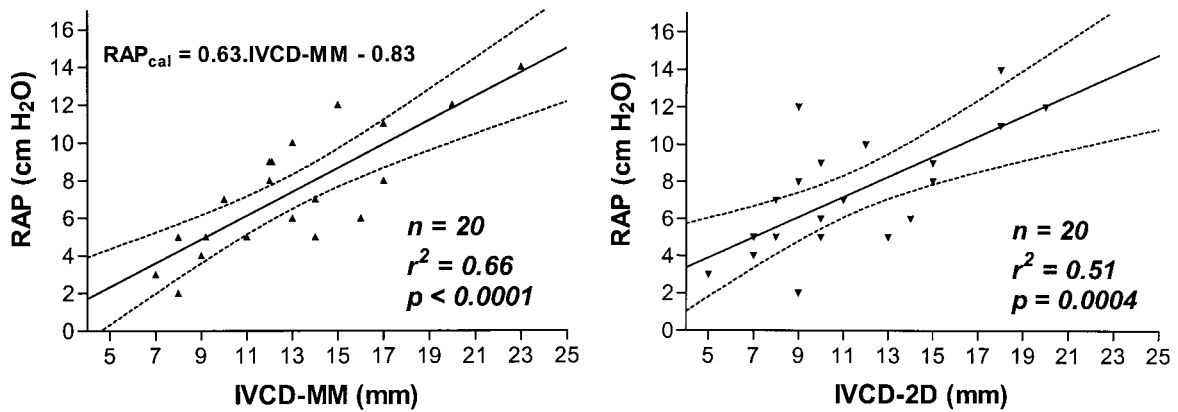 16
14
12
10
8
6
4
2
0
RAP (cm H₂O)
RAP_cal = 0.63.IVCD-MM - 0.83
n = 20
r² = 0.66
p < 0.0001
5 7 9 11 13 15 17 19 21 23 25
IVCD-MM (mm)
16
14
12
10
8
6
4
2
0
RAP (cm H₂O)
n = 20
r² = 0.51
p = 0.0004
5 7 9 11 13 15 17 19 21 23 25
IVCD-2D (mm)